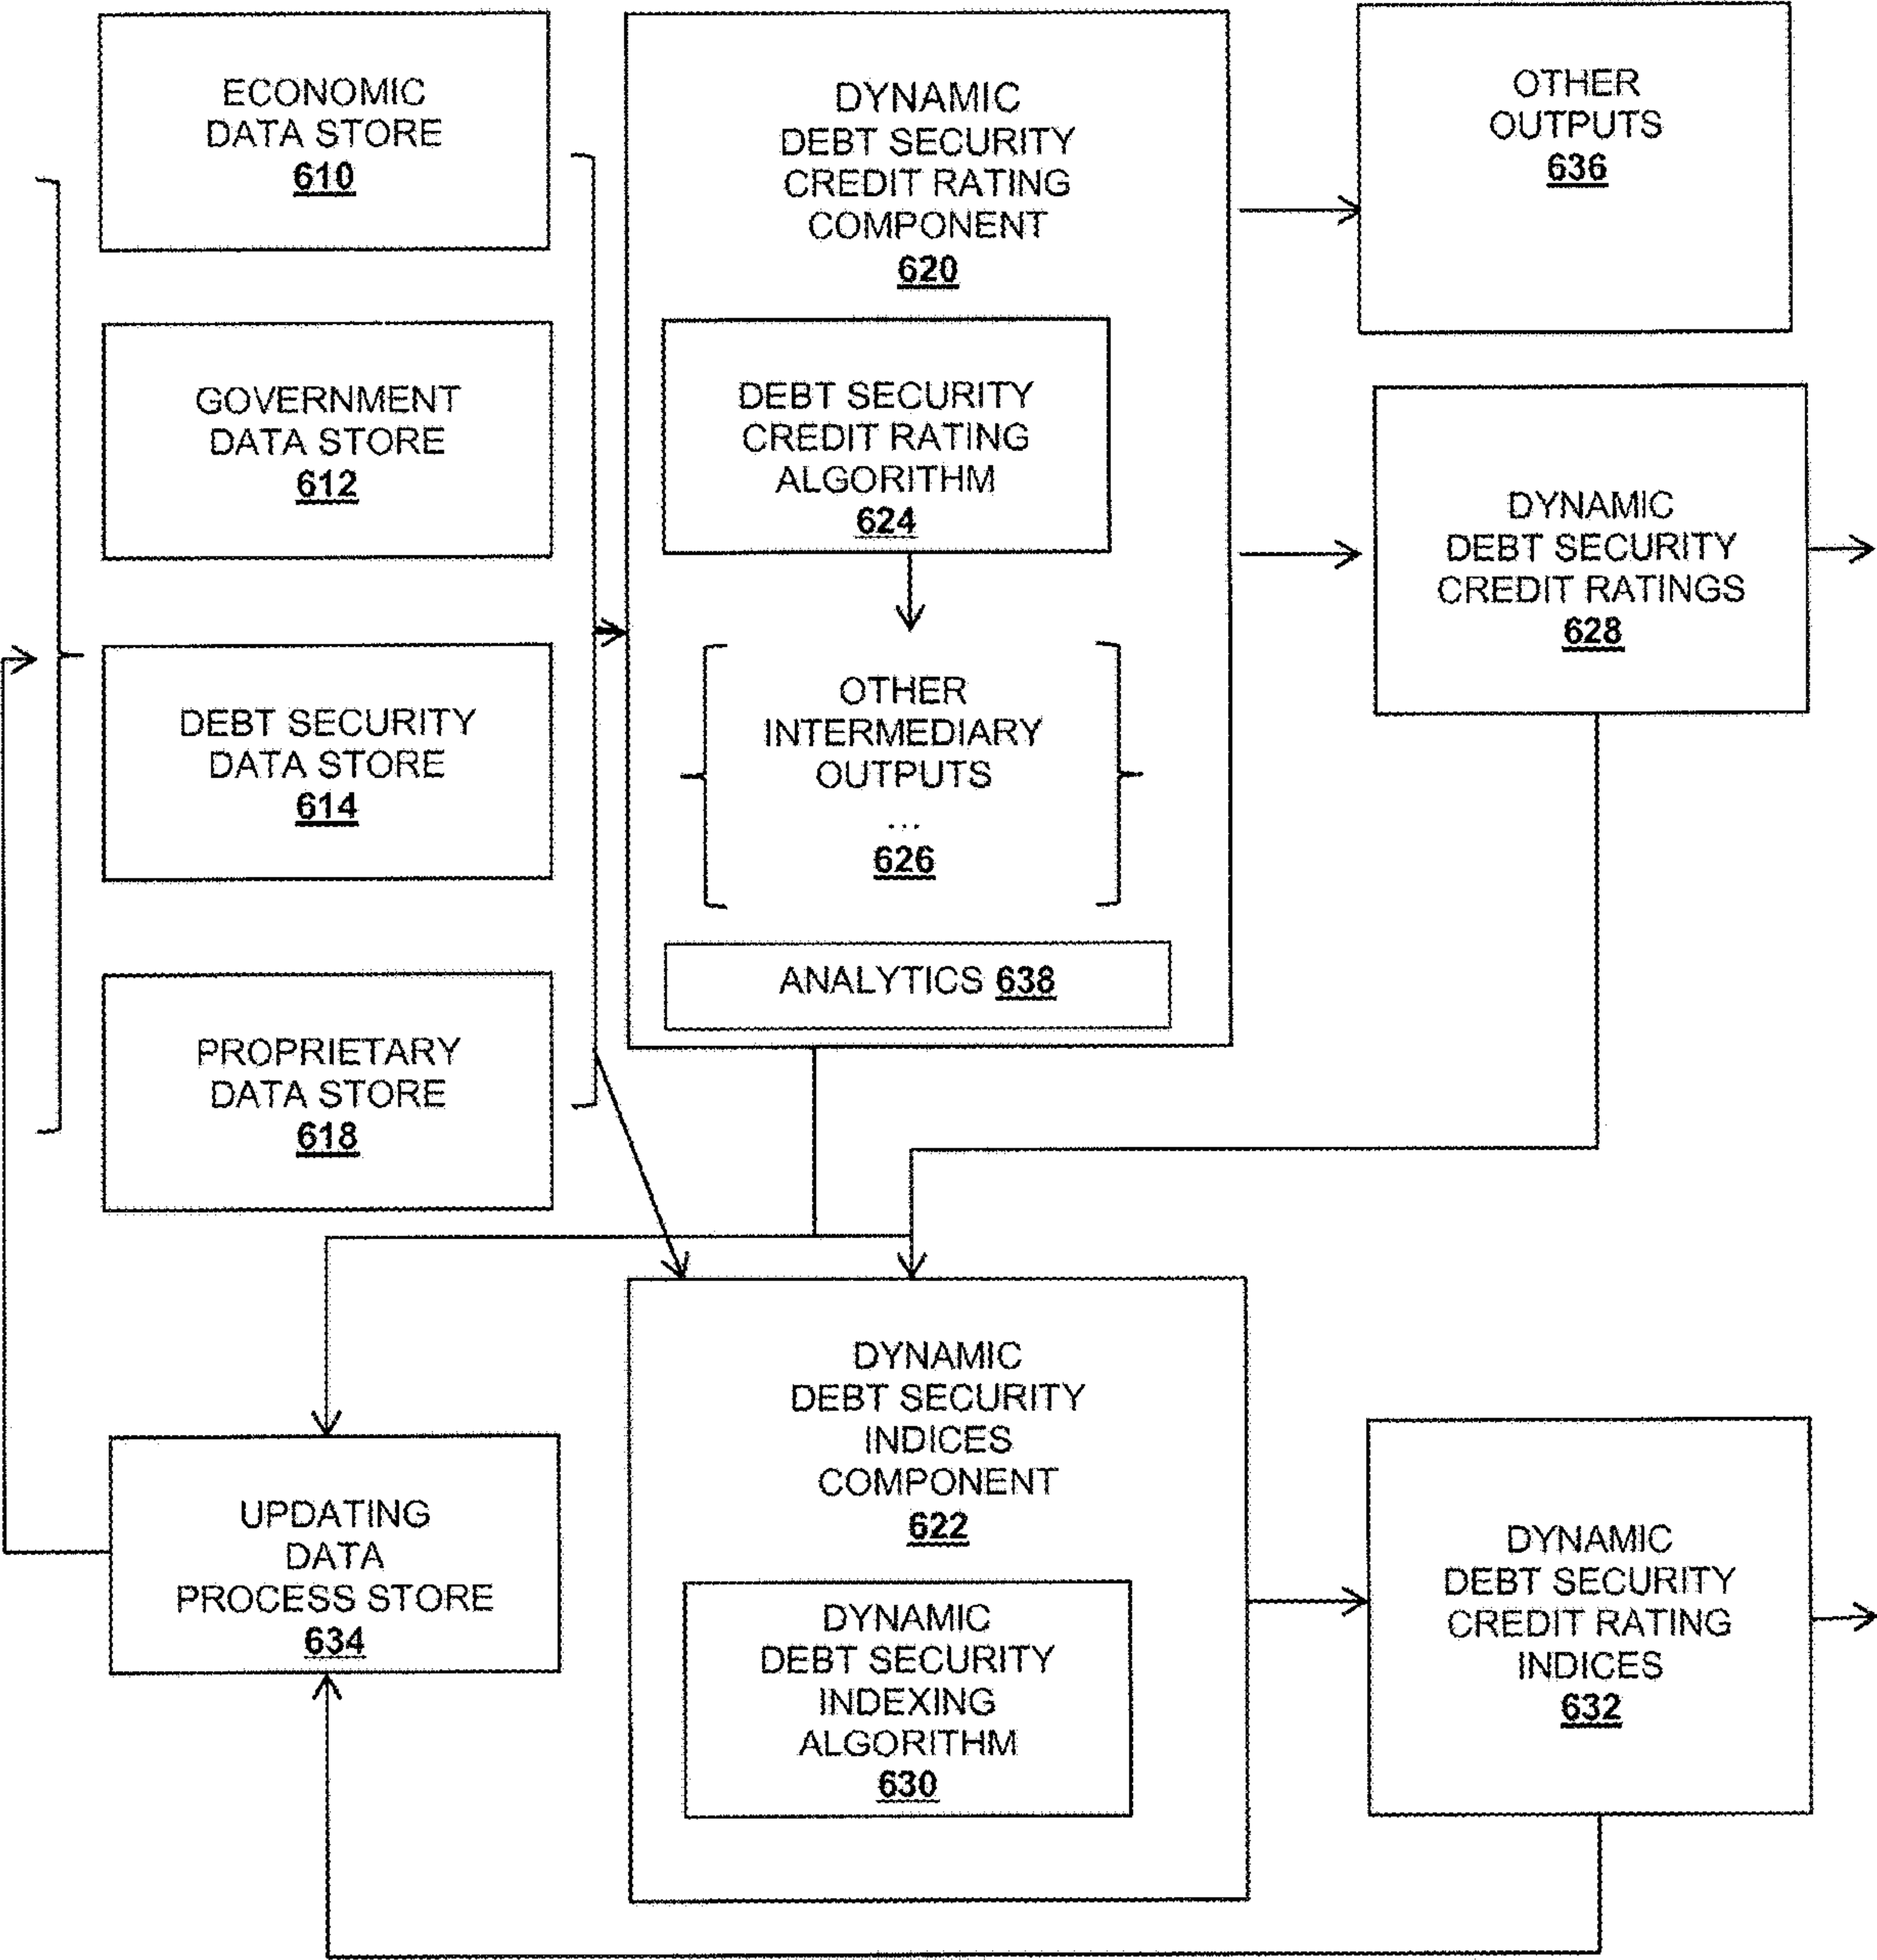 ECONOMIC
DATA STORE
610
GOVERNMENT
DATA STORE
612
DEBT SECURITY
DATA STORE
614
PROPRIETARY
DATA STORE
618
DYNAMIC
DEBT SECURITY
CREDIT RATING
COMPONENT
620
DEBT SECURITY
CREDIT RATING
ALGORITHM
624
OTHER
INTERMEDIARY
OUTPUTS
...
626
ANALYTICS 638
OTHER
OUTPUTS
636
DYNAMIC
DEBT SECURITY
CREDIT RATINGS
628
UPDATING
DATA
PROCESS STORE
634
DYNAMIC
DEBT SECURITY
INDICES
COMPONENT
622
DYNAMIC
DEBT SECURITY
INDEXING
ALGORITHM
630
DYNAMIC
DEBT SECURITY
CREDIT RATING
INDICES
632